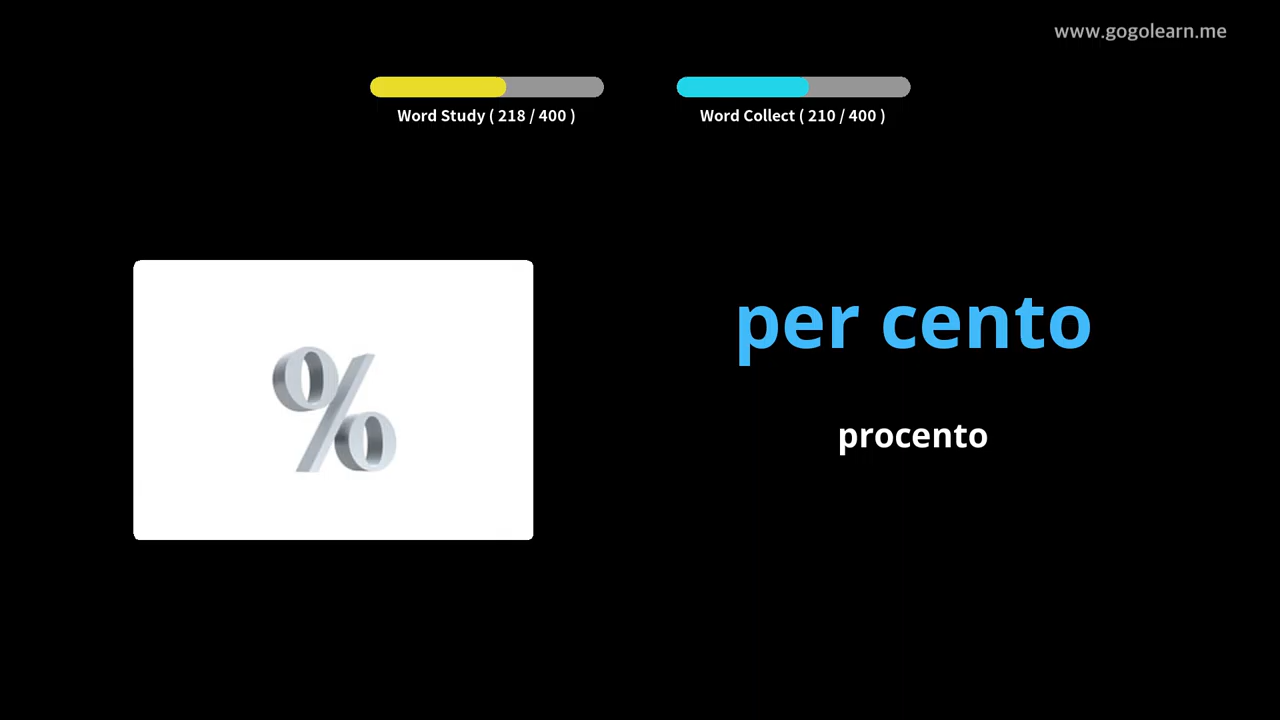 www.gogolearn.me
Word Study ( 218 / 400 )
Word Collect ( 210 / 400 )
%
per cento
procento